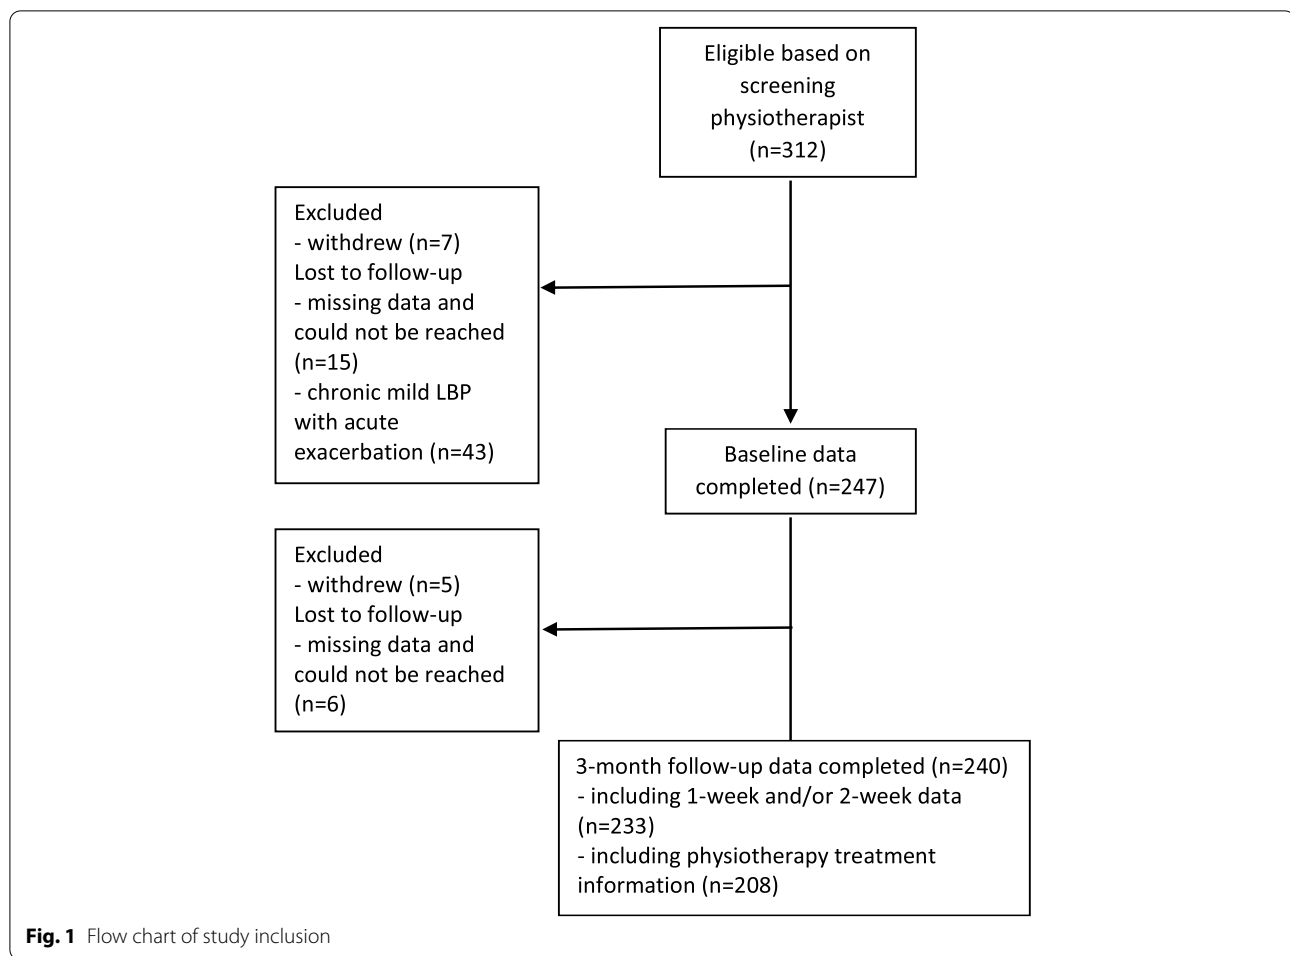 Eligible based on
screening
physiotherapist
(n=312)
Excluded
- withdrew (n=7)
Lost to follow-up
- missing data and
could not be reached
(n=15)
- chronic mild LBP
with acute
exacerbation (n=43)
Baseline data
completed (n=247)
Excluded
- withdrew (n=5)
Lost to follow-up
- missing data and
could not be reached
(n=6)
3-month follow-up data completed (n=240)
- including 1-week and/or 2-week data
(n=233)
- including physiotherapy treatment
information (n=208)
Fig. 1 Flow chart of study inclusion